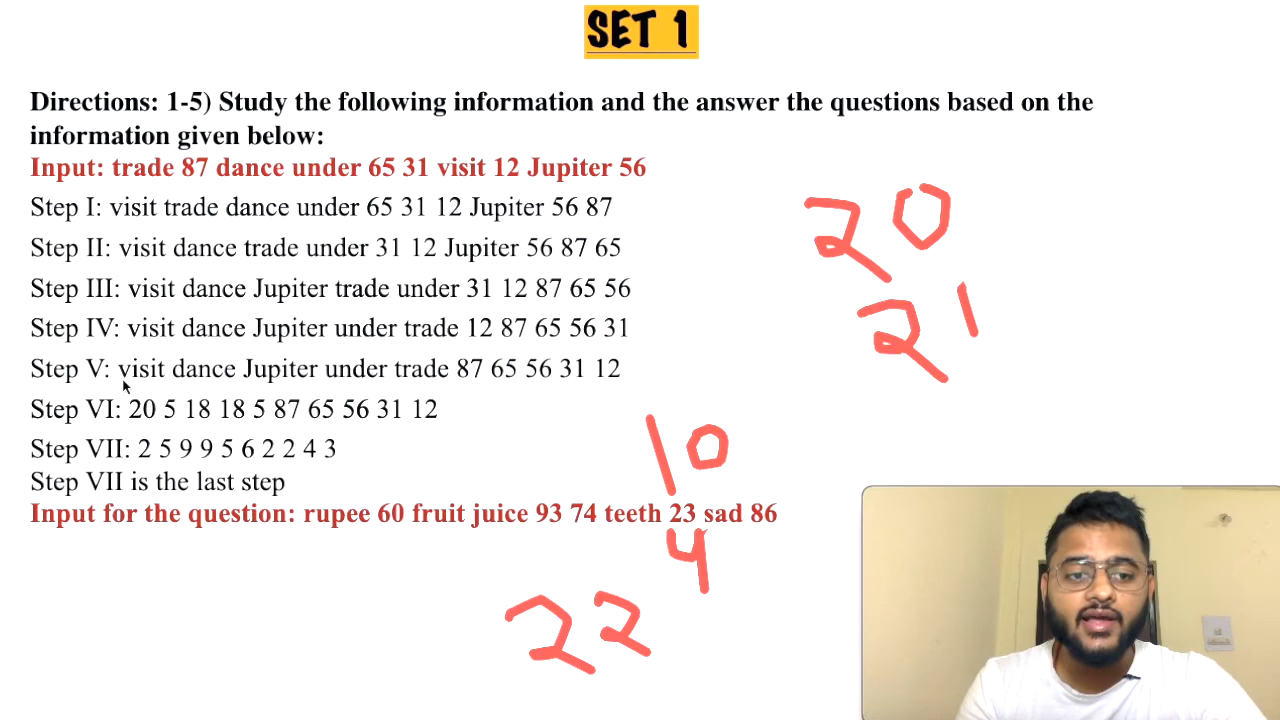 SET 1
Directions: 1-5) Study the following information and the answer the questions based on the
information given below:
Input: trade 87 dance under 65 31 visit 12 Jupiter 56
Step I: visit trade dance under 65 31 12 Jupiter 56 87
Step II: visit dance trade under 31 12 Jupiter 56 87 65
Step III: visit dance Jupiter trade under 31 12 87 65 56
Step IV: visit dance Jupiter under trade 12 87 65 56 31
Step V: visit dance Jupiter under trade 87 65 56 31 12
Step VI: 20 5 18 18 5 87 65 56 31 12
Step VII: 2 5 9 9 5 6 2 2 4 3
Step VII is the last step
Input for the question: rupee 60 fruit juice 93 74 teeth 23 sad 86
20
21
10
4
22